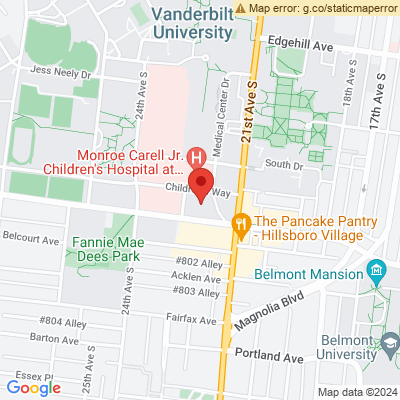 Map error: g.co/staticmaperror
Vanderbilt
University
Edgehill Ave
Jess Neely Dr
24th Ave S
Medical Center Dr
21st Ave S
18th Ave S
17th Ave S
Monroe Carell Jr.
Children's Hospital at...
H
South Dr
Children's Way
The Pancake Pantry
Hillsboro Village
Belcourt Ave
Fannie Mae
Dees Park
#802 Alley
Acklen Ave
Belmont Mansion
#803 Alley
24th Ave S
Magnolia Blvd
#804 Alley
Fairfax Ave
Barton Ave
Belmont
University
Portland Ave
25th Ave S
Essex Pl
Google
Map data ©2024